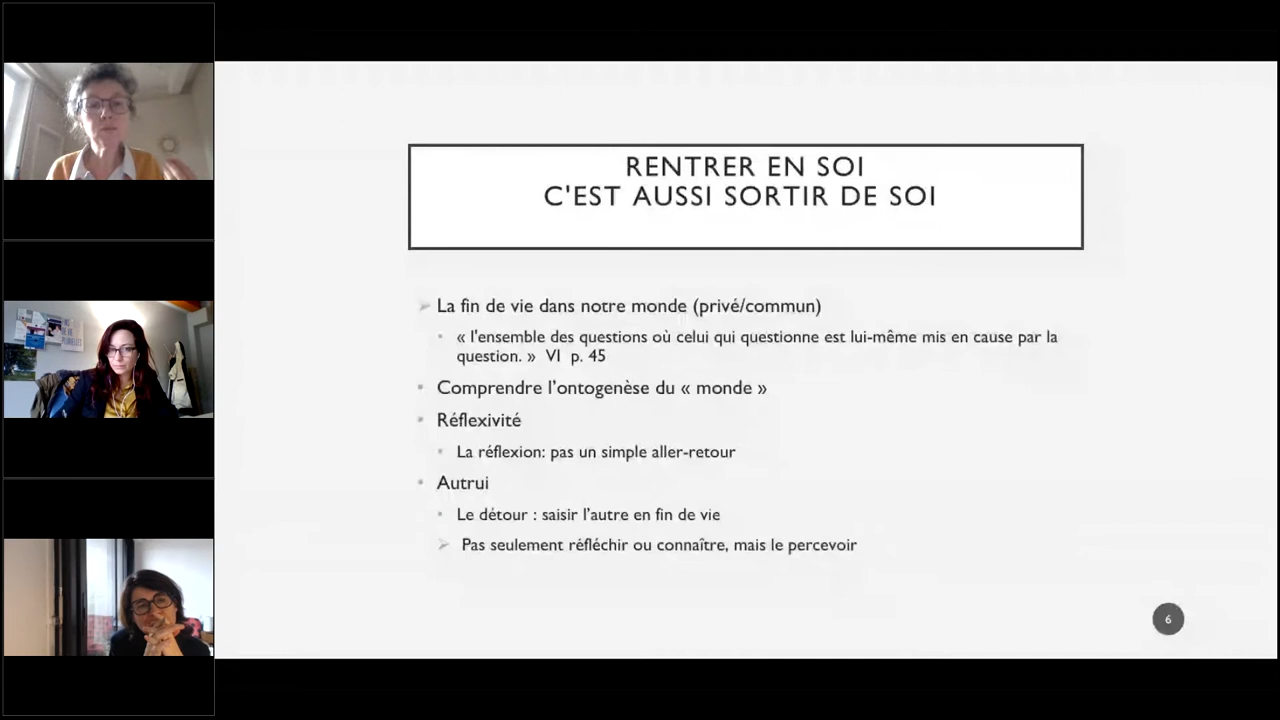 RENTRER EN SOI
C'EST AUSSI SORTIR DE SOI
La fin de vie dans notre monde (privé/commun)
« l'ensemble des questions où celui qui questionne est lui-même mis en cause par la
question. » VI p. 45
Comprendre l'ontogenèse du « monde »
Réflexivité
La réflexion: pas un simple aller-retour
Autrui
Le détour : saisir l'autre en fin de vie
Pas seulement réfléchir ou connaître, mais le percevoir
6